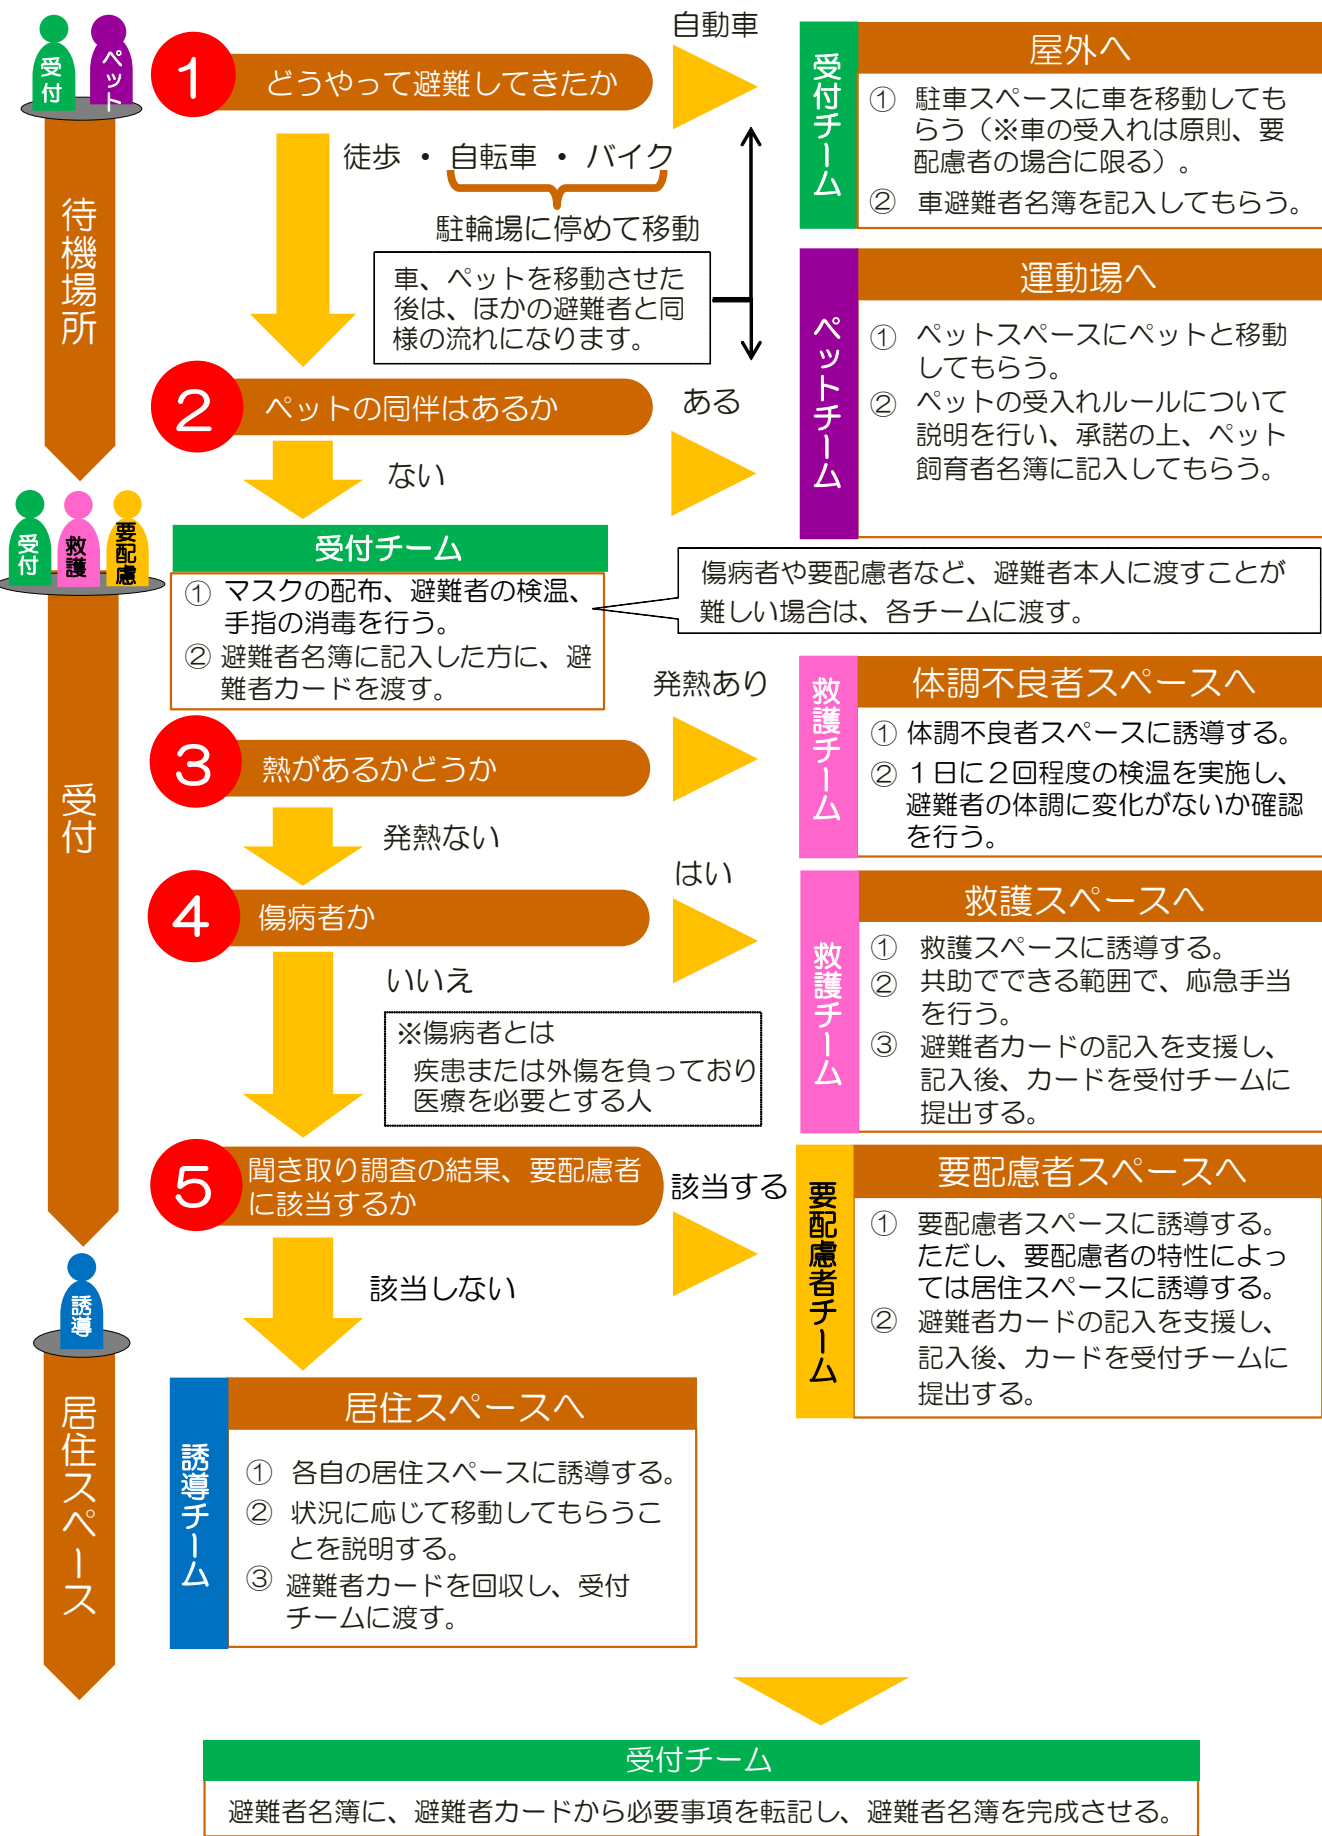 受付
ペット
1
どうやって避難してきたか
自動車
受付チーム
屋外へ
① 駐車スペースに車を移動しても
らう（※車の受入れは原則、要
配慮者の場合に限る）。
② 車避難者名簿を記入してもらう。
待機場所
徒歩 ・ 自転車 ・ バイク
駐輪場に停めて移動
車、ペットを移動させた
後は、ほかの避難者と同
様の流れになります。
2
ペットの同伴はあるか
ある
ない
ペットチーム
運動場へ
① ペットスペースにペットと移動
してもらう。
② ペットの受入れルールについて
説明を行い、承諾の上、ペット
飼育者名簿に記入してもらう。
受付
救護
要配慮
受付
受付チーム
① マスクの配布、避難者の検温、
手指の消毒を行う。
② 避難者名簿に記入した方に、避
難者カードを渡す。
傷病者や要配慮者など、避難者本人に渡すことが
難しい場合は、各チームに渡す。
3
熱があるかどうか
発熱あり
発熱ない
救護チーム
体調不良者スペースへ
① 体調不良者スペースに誘導する。
② １日に２回程度の検温を実施し、
避難者の体調に変化がないか確認
を行う。
4
傷病者か
はい
いいえ
※傷病者とは
疾患または外傷を負っており
医療を必要とする人
救護チーム
救護スペースへ
① 救護スペースに誘導する。
② 共助でできる範囲で、応急手当
を行う。
③ 避難者カードの記入を支援し、
記入後、カードを受付チームに
提出する。
5
聞き取り調査の結果、要配慮者
に該当するか
該当する
該当しない
要配慮者チーム
要配慮者スペースへ
① 要配慮者スペースに誘導する。
ただし、要配慮者の特性によっ
ては居住スペースに誘導する。
② 避難者カードの記入を支援し、
記入後、カードを受付チームに
提出する。
誘導
居住スペース
誘導チーム
居住スペースへ
① 各自の居住スペースに誘導する。
② 状況に応じて移動してもらうこ
とを説明する。
③ 避難者カードを回収し、受付
チームに渡す。
受付チーム
避難者名簿に、避難者カードから必要事項を転記し、避難者名簿を完成させる。